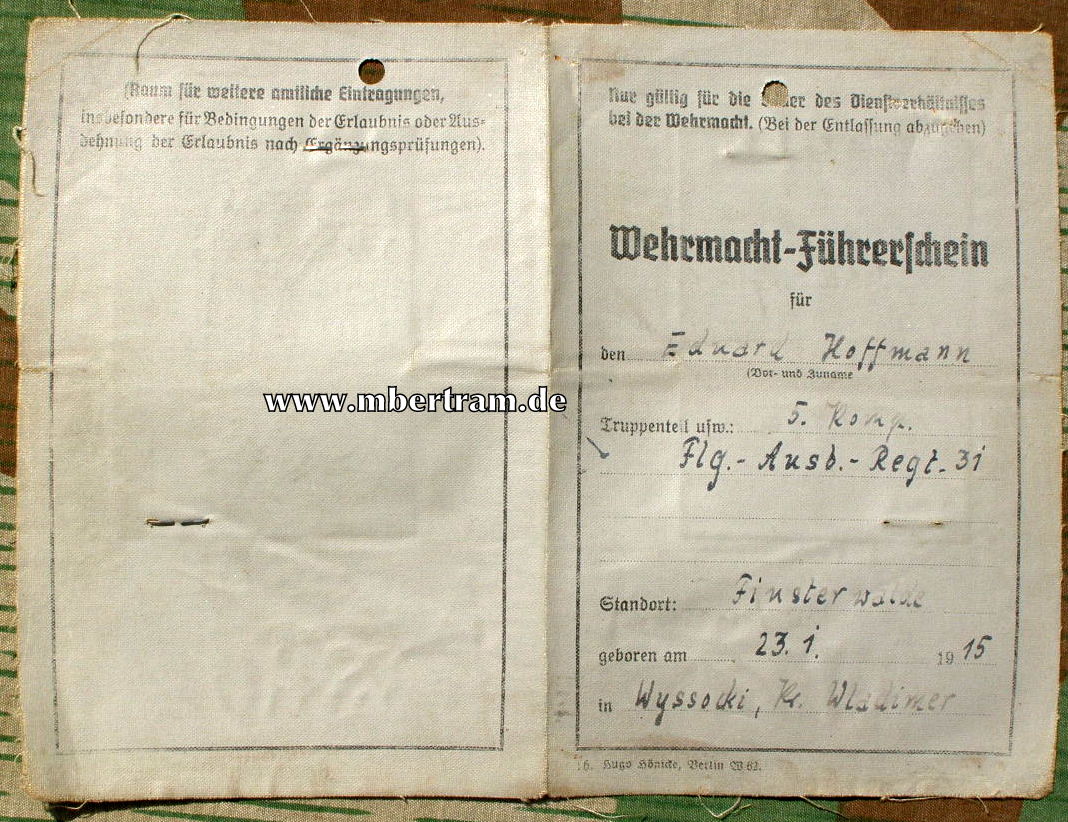 (Raum für weitere amtliche Eintragungen,
insbesondere für Bedingungen der Erlaubnis oder Aus-
dehnung der Erlaubnis nach Ergänzungsprüfungen).
Nur gültig für die Dauer des Dienstverhältnisses
bei der Wehrmacht. (Bei der Entlassung abzugeben)
Wehrmacht-Führerschein
für
den Eduard Hoffmann
(Vor- und Zuname
www.mbertram.de
Truppenteil usw.: 5. Komp.
Flg.- Ausb.- Regt. 31
Standort: Finsterwalde
geboren am 23. 1. 1915
in Wyssocki, Kr. Wladimer
6. Hugo Hönicke, Berlin W 62.